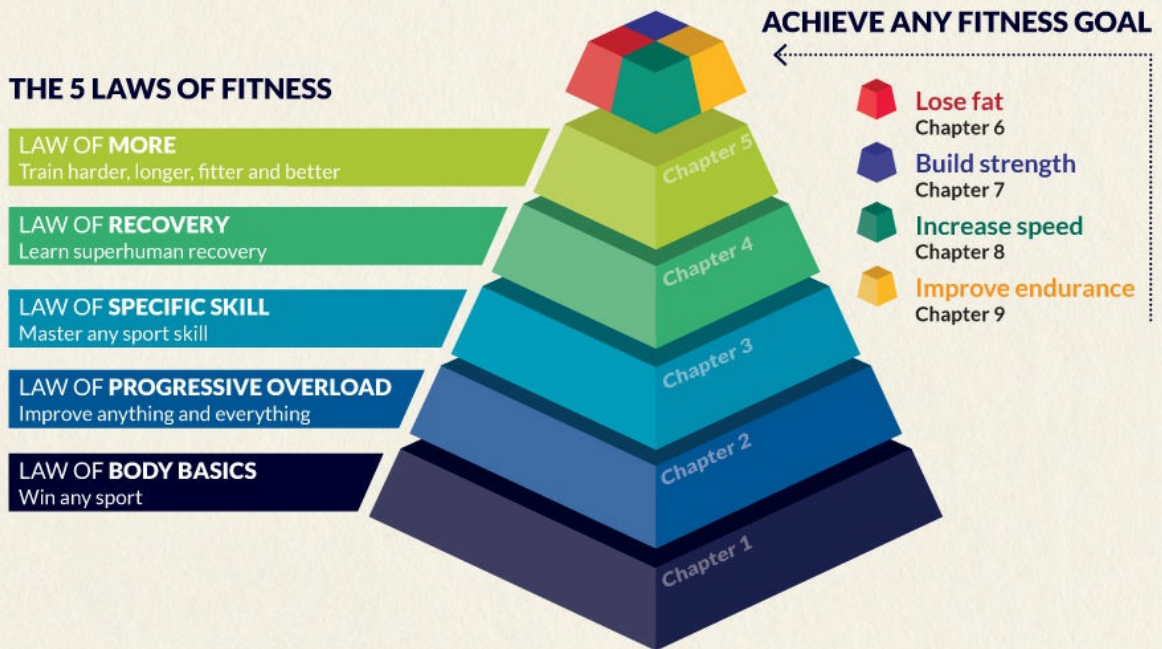 ACHIEVE ANY FITNESS GOAL
THE 5 LAWS OF FITNESS
LAW OF MORE
Train harder, longer, fitter and better
LAW OF RECOVERY
Learn superhuman recovery
LAW OF SPECIFIC SKILL
Master any sport skill
LAW OF PROGRESSIVE OVERLOAD
Improve anything and everything
LAW OF BODY BASICS
Win any sport
Chapter 5
Chapter 4
Chapter 3
Chapter 2
Chapter 1
Lose fat
Chapter 6
Build strength
Chapter 7
Increase speed
Chapter 8
Improve endurance
Chapter 9